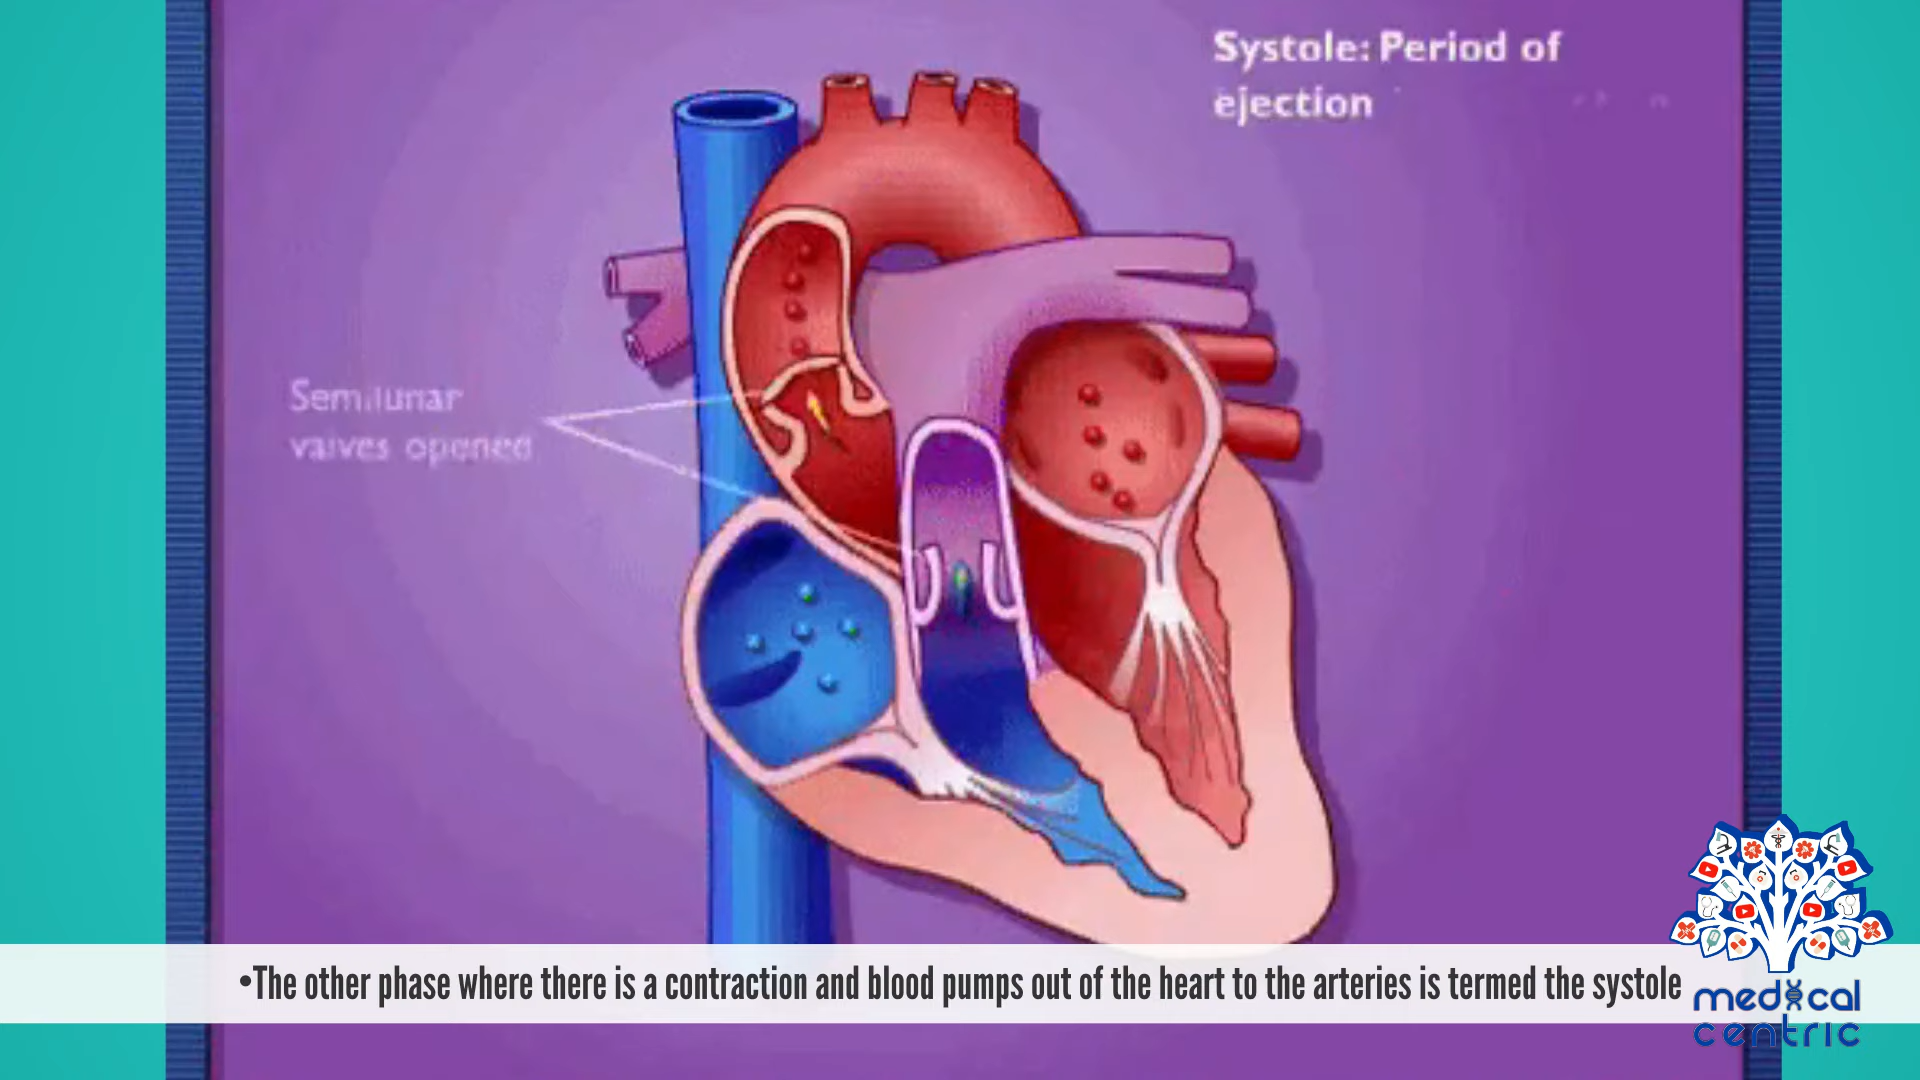 Systole: Period of
ejection
Semilunar
valves opened
•The other phase where there is a contraction and blood pumps out of the heart to the arteries is termed the systole
medical
centric